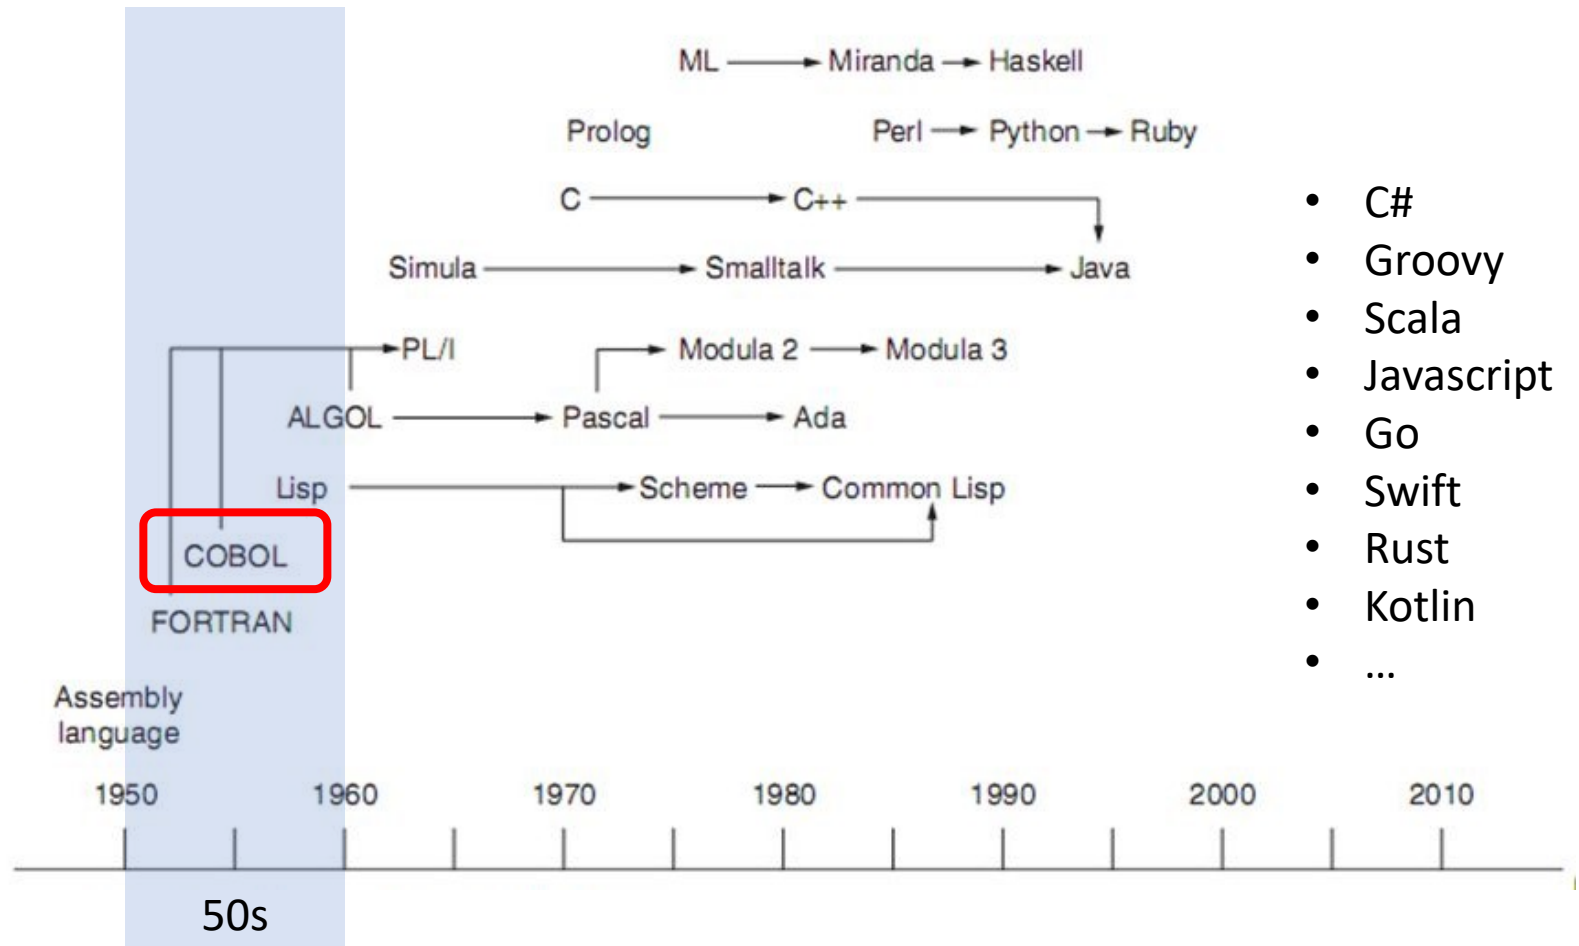 ML Miranda Haskell
Prolog Perl Python Ruby
C C++
Simula Smalltalk Java
PL/I Modula 2 Modula 3
ALGOL Pascal Ada
Lisp Scheme Common Lisp
COBOL
FORTRAN
Assembly
language
• C#
• Groovy
• Scala
• Javascript
• Go
• Swift
• Rust
• Kotlin
• ...
1950 1960 1970 1980 1990 2000 2010
50s